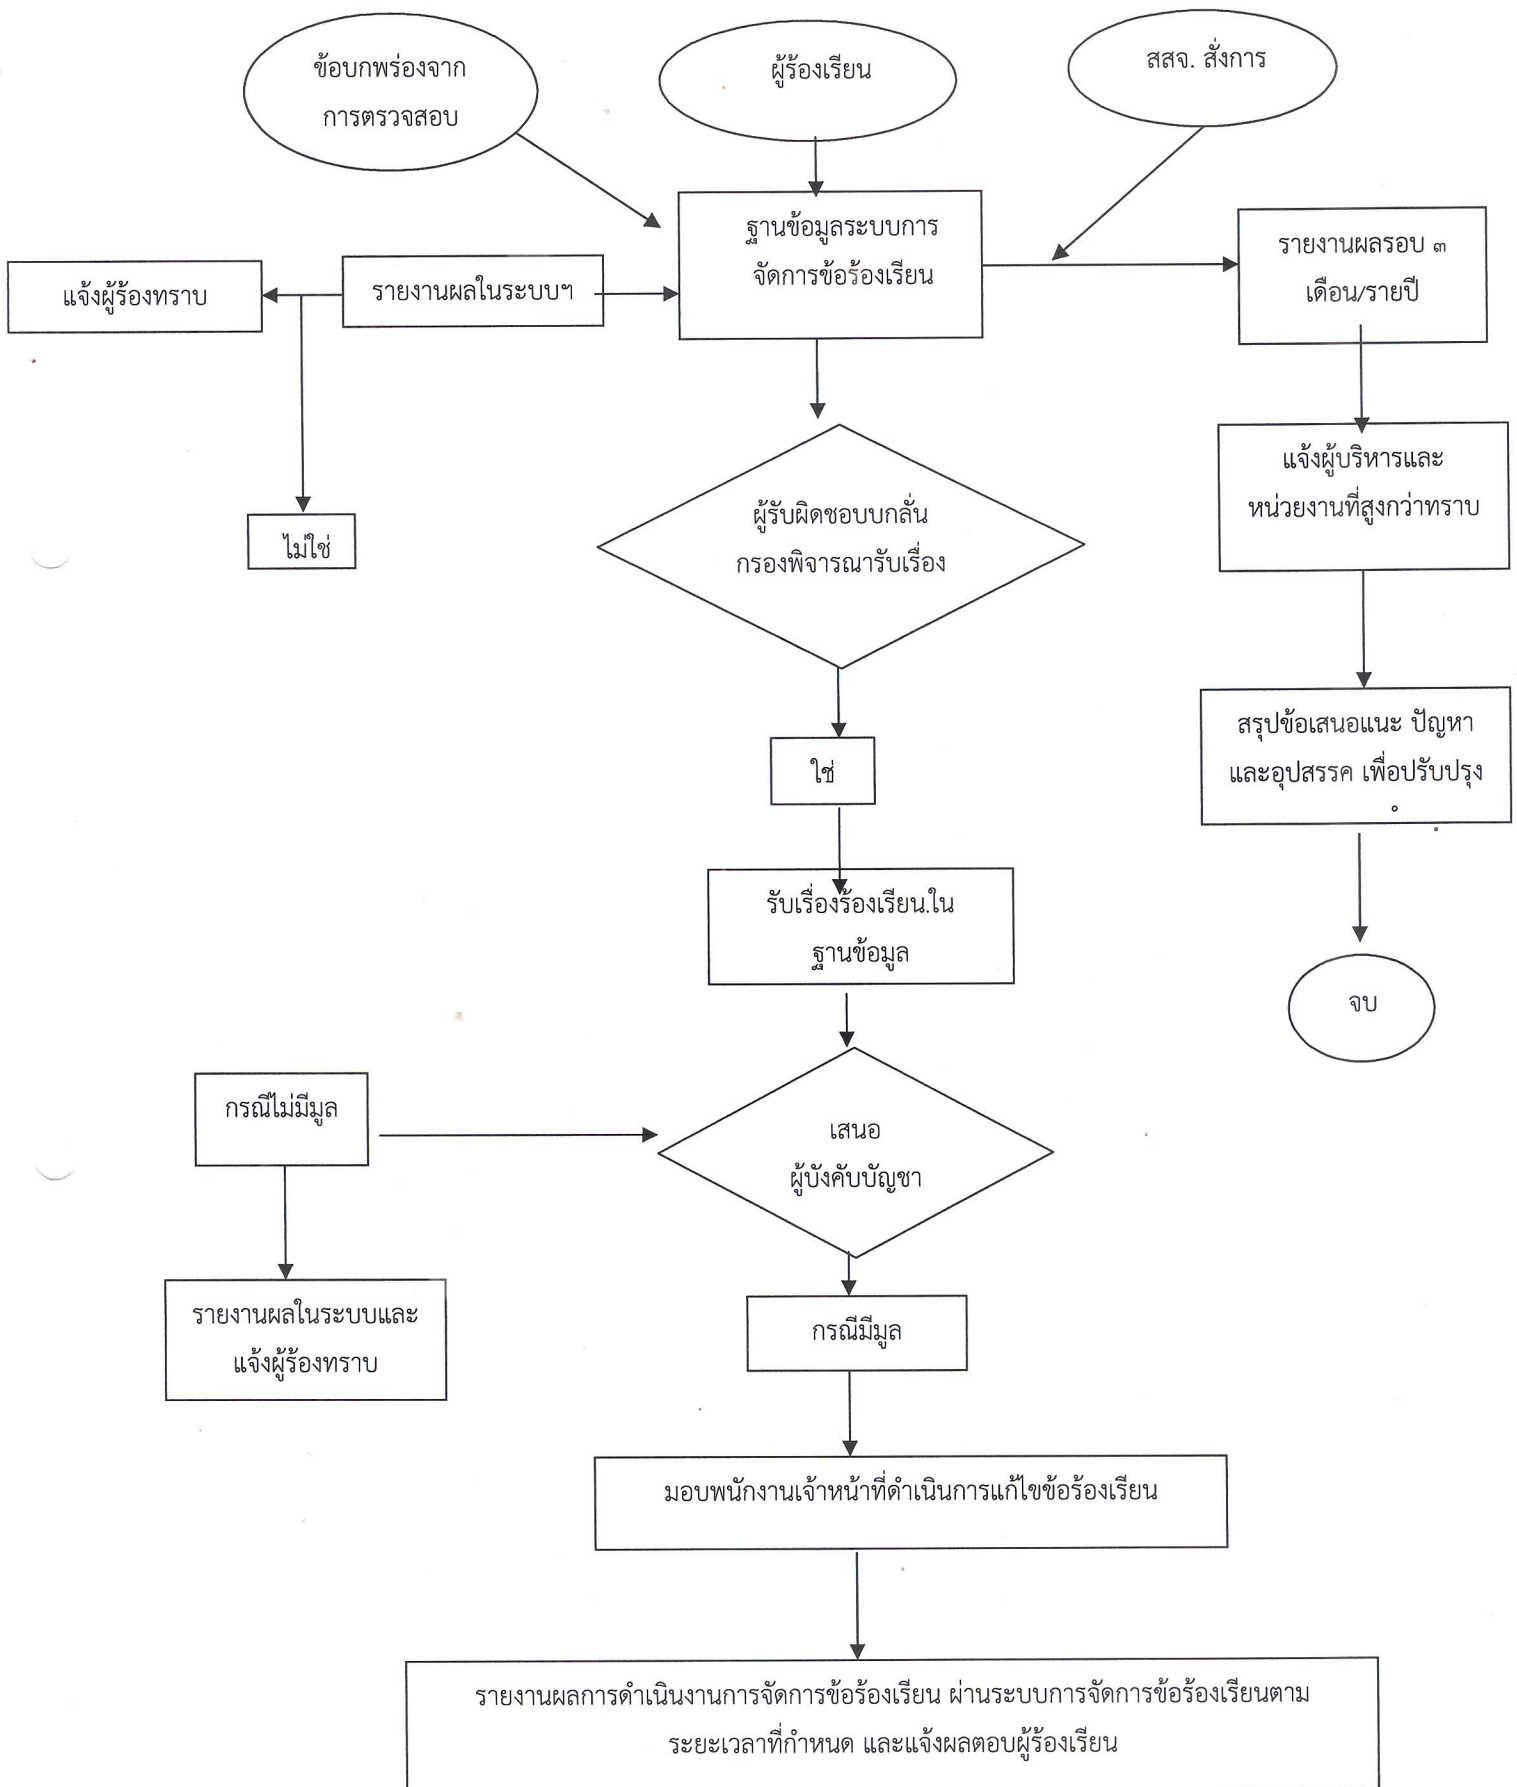 ข้อบกพร่องจาก
การตรวจสอบ
ผู้ร้องเรียน
สสจ. สั่งการ
ฐานข้อมูลระบบการ
จัดการข้อร้องเรียน
รายงานผลรอบ ๓
เดือน/รายปี
แจ้งผู้ร้องทราบ
รายงานผลในระบบฯ
แจ้งผู้บริหารและ
หน่วยงานที่สูงกว่าทราบ
ผู้รับผิดชอบบกลั่น
กรองพิจารณารับเรื่อง
ไม่ใช่
สรุปข้อเสนอแนะ ปัญหา
และอุปสรรค เพื่อปรับปรุง
ใช่
รับเรื่องร้องเรียน.ใน
ฐานข้อมูล
จบ
กรณีไม่มีมูล
เสนอ
ผู้บังคับบัญชา
รายงานผลในระบบและ
แจ้งผู้ร้องทราบ
กรณีมีมูล
มอบพนักงานเจ้าหน้าที่ดำเนินการแก้ไขข้อร้องเรียน
รายงานผลการดำเนินงานการจัดการข้อร้องเรียน ผ่านระบบการจัดการข้อร้องเรียนตาม
ระยะเวลาที่กำหนด และแจ้งผลตอบผู้ร้องเรียน